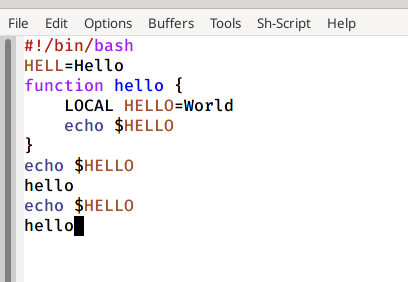 File Edit Options Buffers Tools Sh-Script Help
#!/bin/bash
HELL=Hello
function hello {
    LOCAL HELLO=World
    echo $HELLO
}
echo $HELLO
hello
echo $HELLO
hello